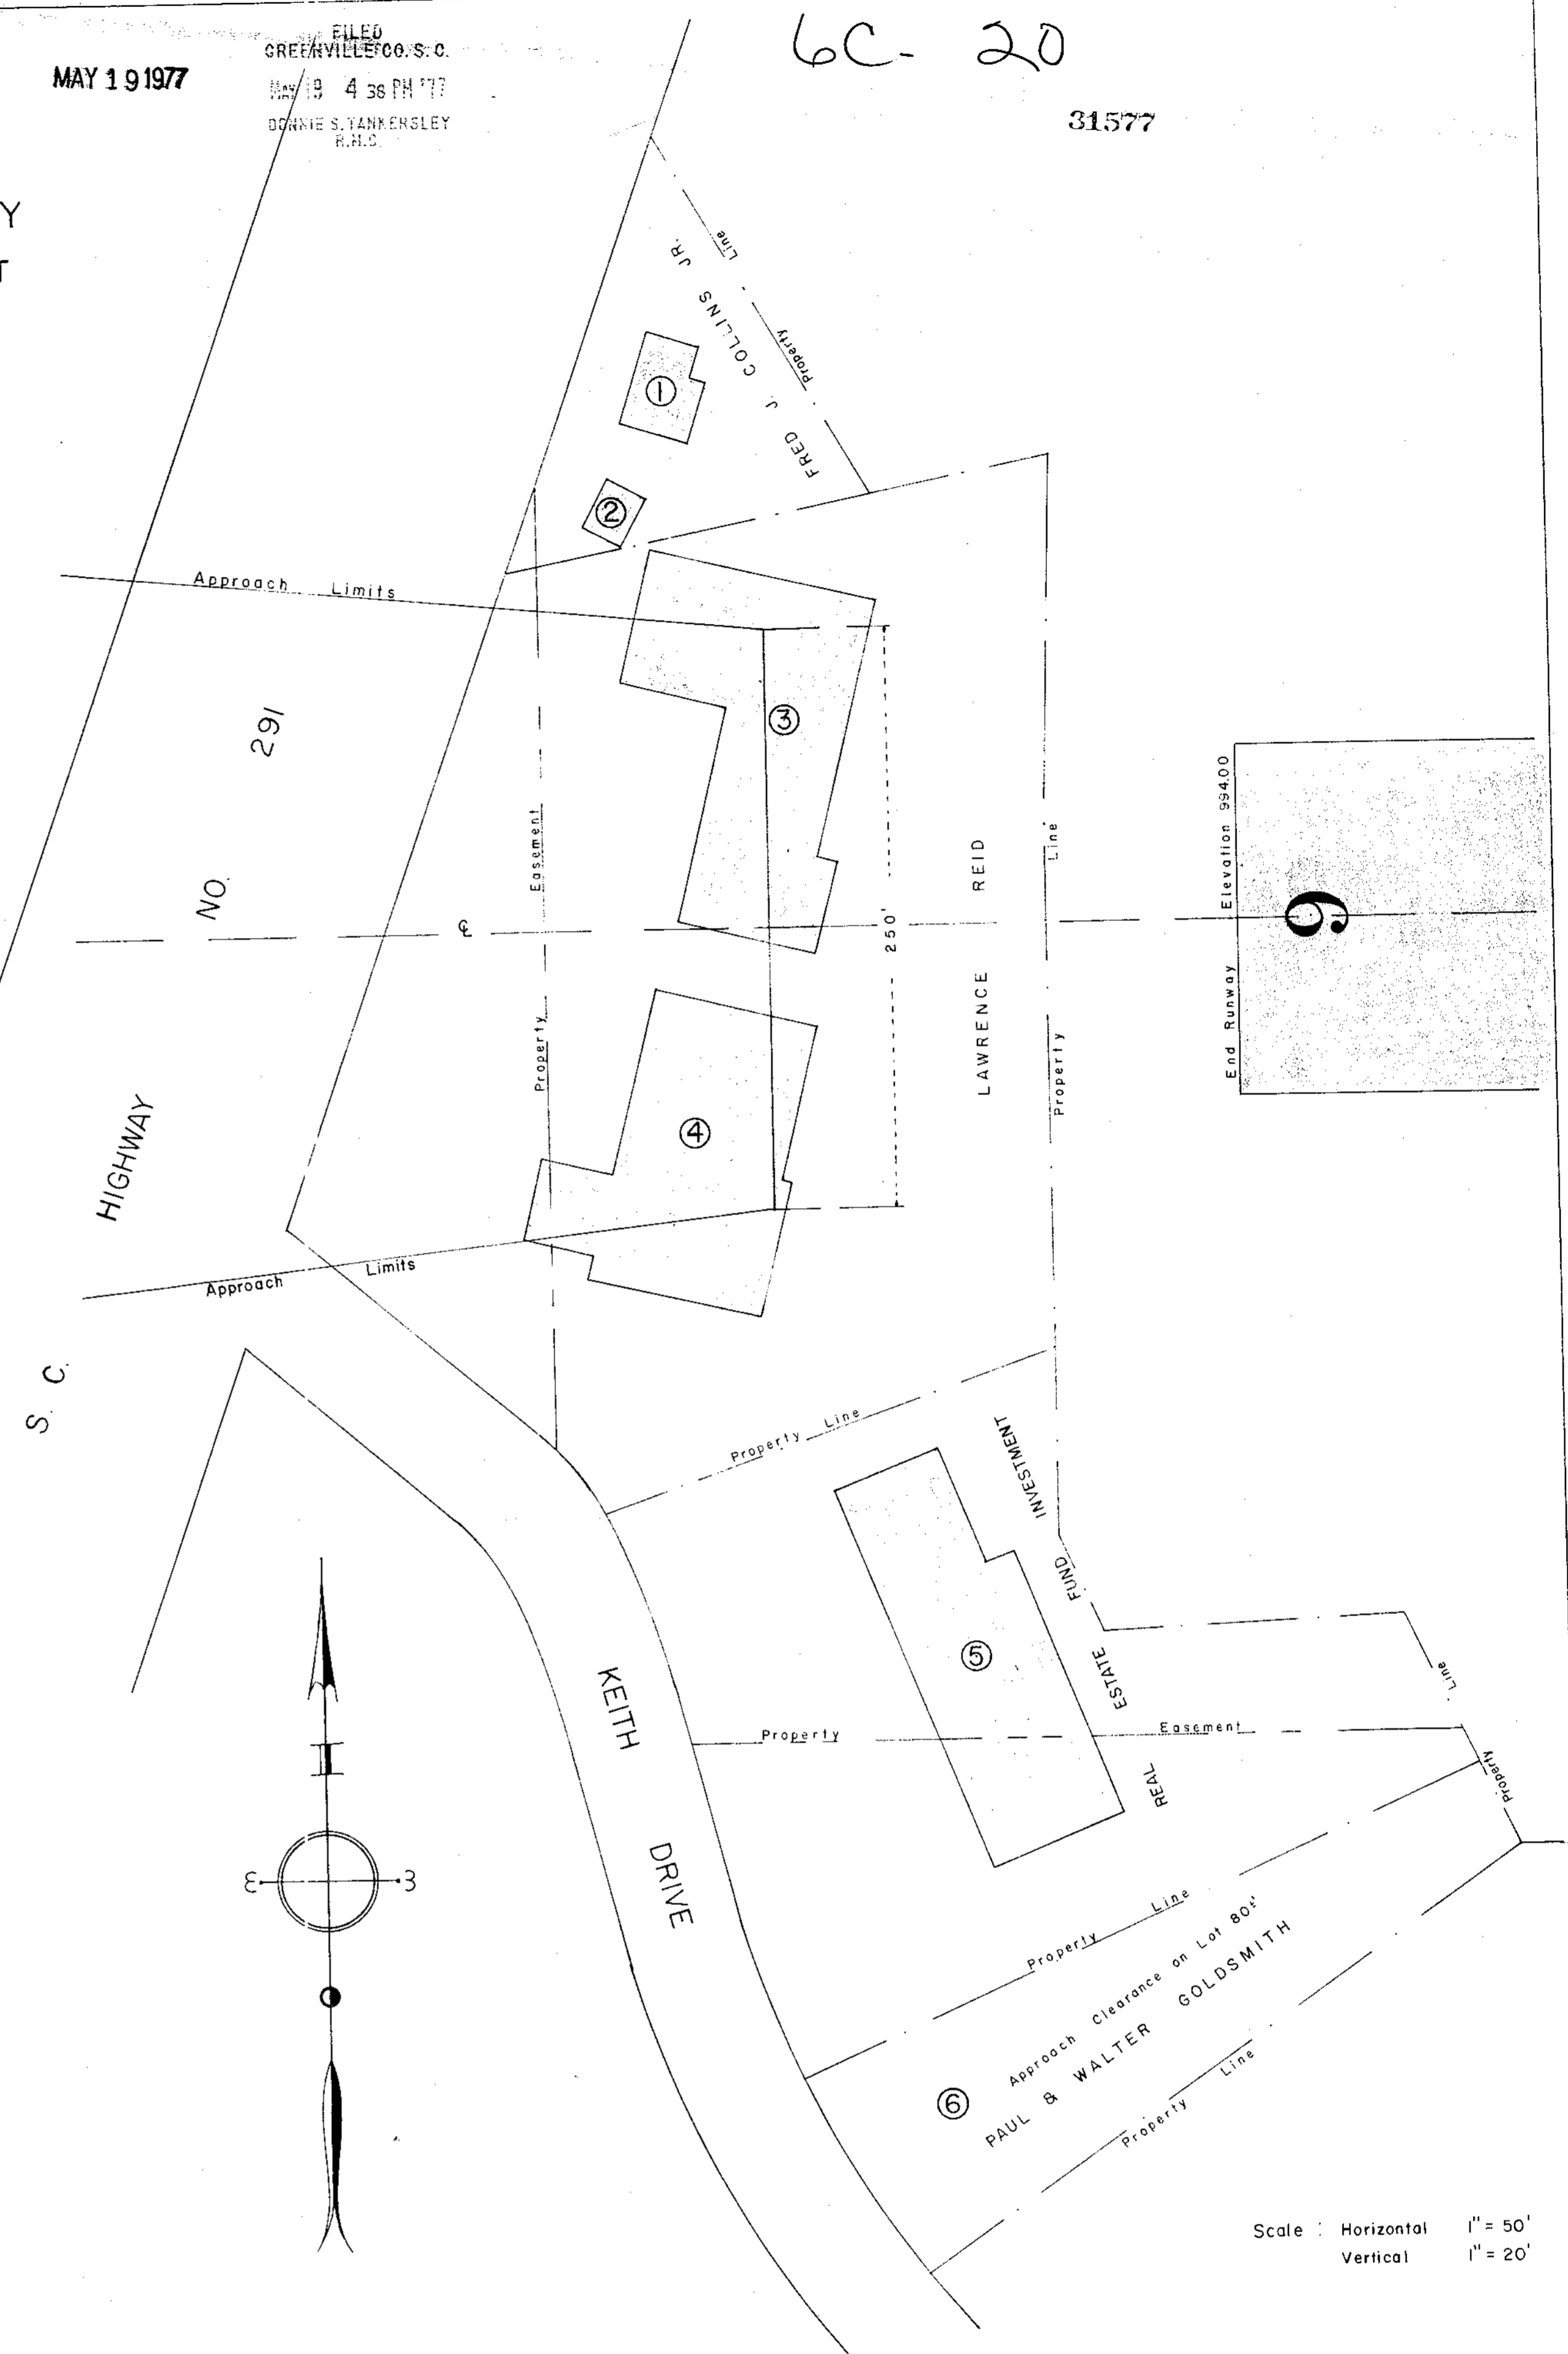 6C- 20
FILED
GREENVILLE CO. S. C.
MAY 19 1977
MAY 19 4 38 PM '77
DONNIE S. TANKERSLEY
R.M.C.
31577
Y
T
Property Line
FRED J. COLLINS JR.
1
2
Approach Limits
3
S. C. HIGHWAY NO. 291
Property Easement
℄
250'
LAWRENCE REID
Property Line
End Runway Elevation 994.00
9
4
Approach Limits
Property Line
REAL ESTATE FUND INVESTMENT
5
KEITH DRIVE
Property Easement
Property Line
Property Line
6
Approach Clearance on Lot 80±'
PAUL & WALTER GOLDSMITH
Property Line
Scale : Horizontal 1" = 50'
Vertical 1" = 20'